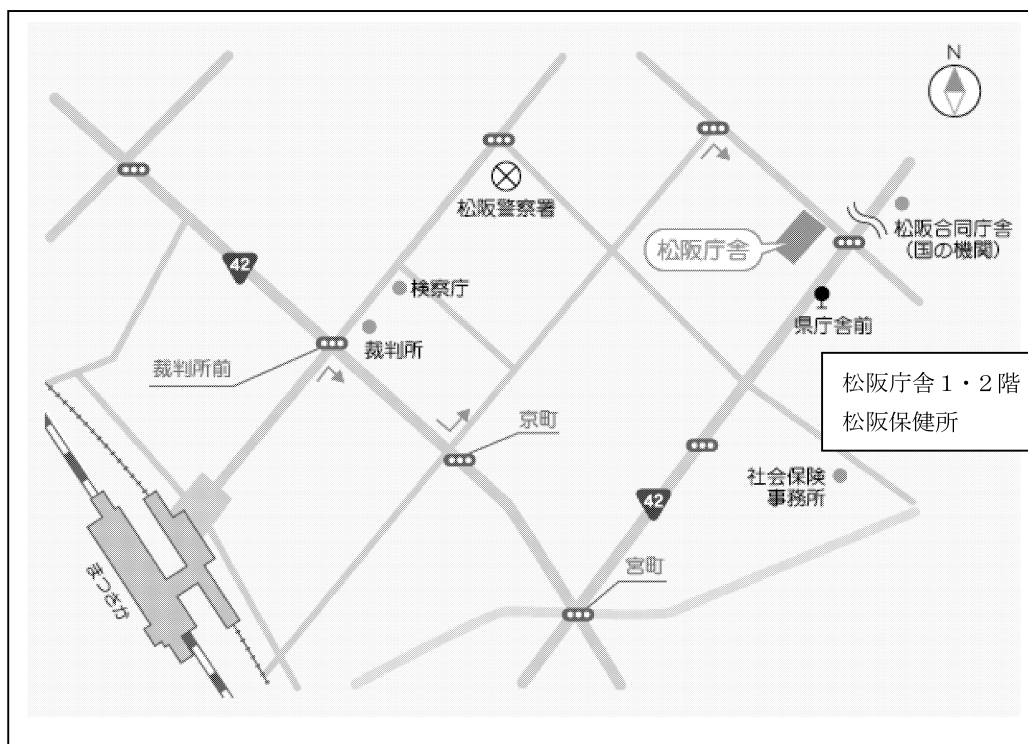 N
松阪警察署
松阪庁舎
松阪合同庁舎
（国の機関）
42
検察庁
県庁舎前
裁判所
裁判所前
松阪庁舎１・２階
松阪保健所
京町
社会保険
事務所
42
宮町
まつさか